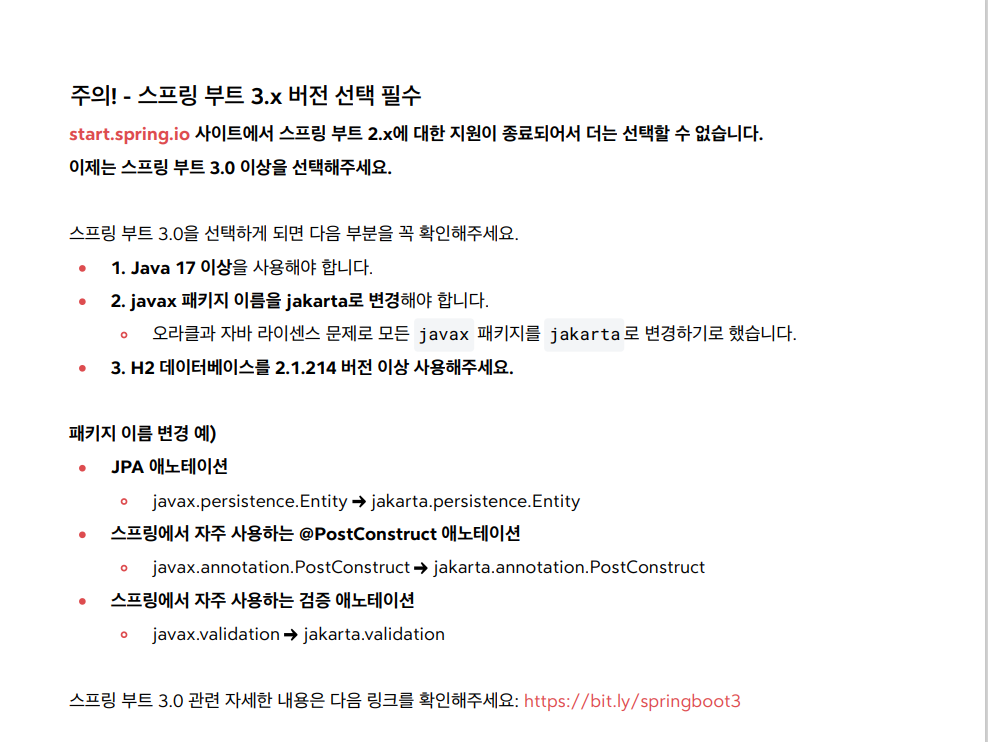 주의! - 스프링 부트 3.x 버전 선택 필수
start.spring.io 사이트에서 스프링 부트 2.x에 대한 지원이 종료되어서 더는 선택할 수 없습니다.
이제는 스프링 부트 3.0 이상을 선택해주세요.
스프링 부트 3.0을 선택하게 되면 다음 부분을 꼭 확인해주세요.
• 1. Java 17 이상을 사용해야 합니다.
• 2. javax 패키지 이름을 jakarta로 변경해야 합니다.
◦ 오라클과 자바 라이센스 문제로 모든 javax 패키지를 jakarta로 변경하기로 했습니다.
• 3. H2 데이터베이스를 2.1.214 버전 이상 사용해주세요.
패키지 이름 변경 예)
• JPA 애노테이션
◦ javax.persistence.Entity → jakarta.persistence.Entity
• 스프링에서 자주 사용하는 @PostConstruct 애노테이션
◦ javax.annotation.PostConstruct → jakarta.annotation.PostConstruct
• 스프링에서 자주 사용하는 검증 애노테이션
◦ javax.validation → jakarta.validation
스프링 부트 3.0 관련 자세한 내용은 다음 링크를 확인해주세요: https://bit.ly/springboot3